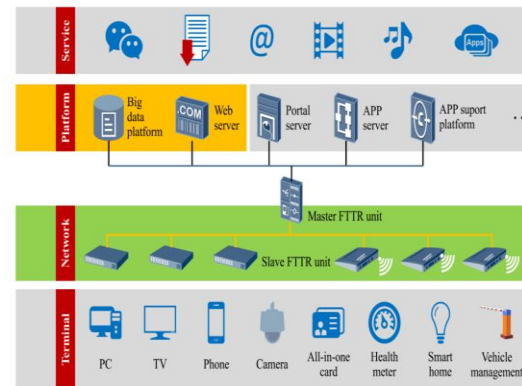 Service
@
Apps
Platform
Big
data
platform
.COM
Web
server
Portal
server
APP
server
APP suport
platform
...
Master FTTR unit
Network
Slave FTTR unit
Terminal
PC
TV
Phone
Camera
All-in-one
card
Health
meter
Smart
home
Vehicle
management